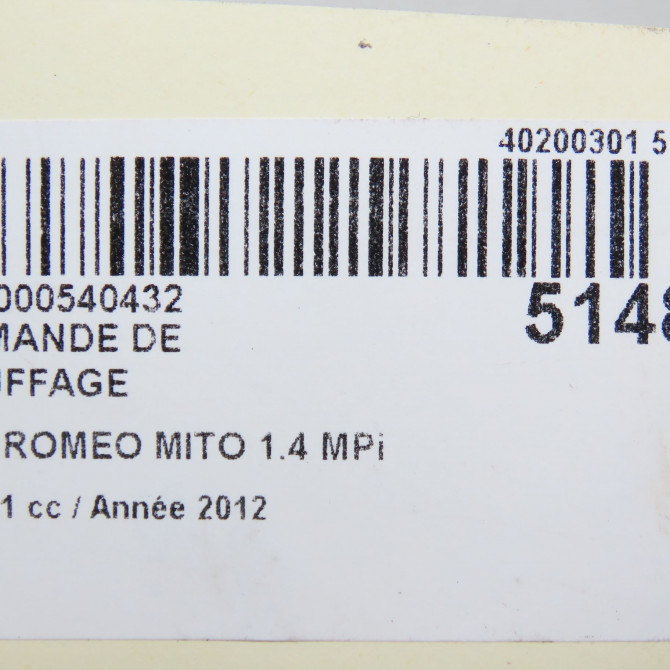 40200301 5
000540432
5148
MANDE DE
UFFAGE
ROMEO MITO 1.4 MPi
1 cc / Année 2012